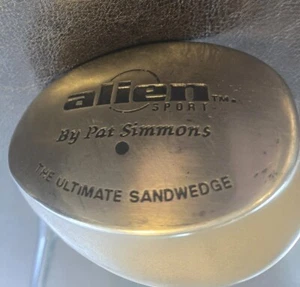 alien
SPORT™
By Pat Simmons
THE ULTIMATE SANDWEDGE